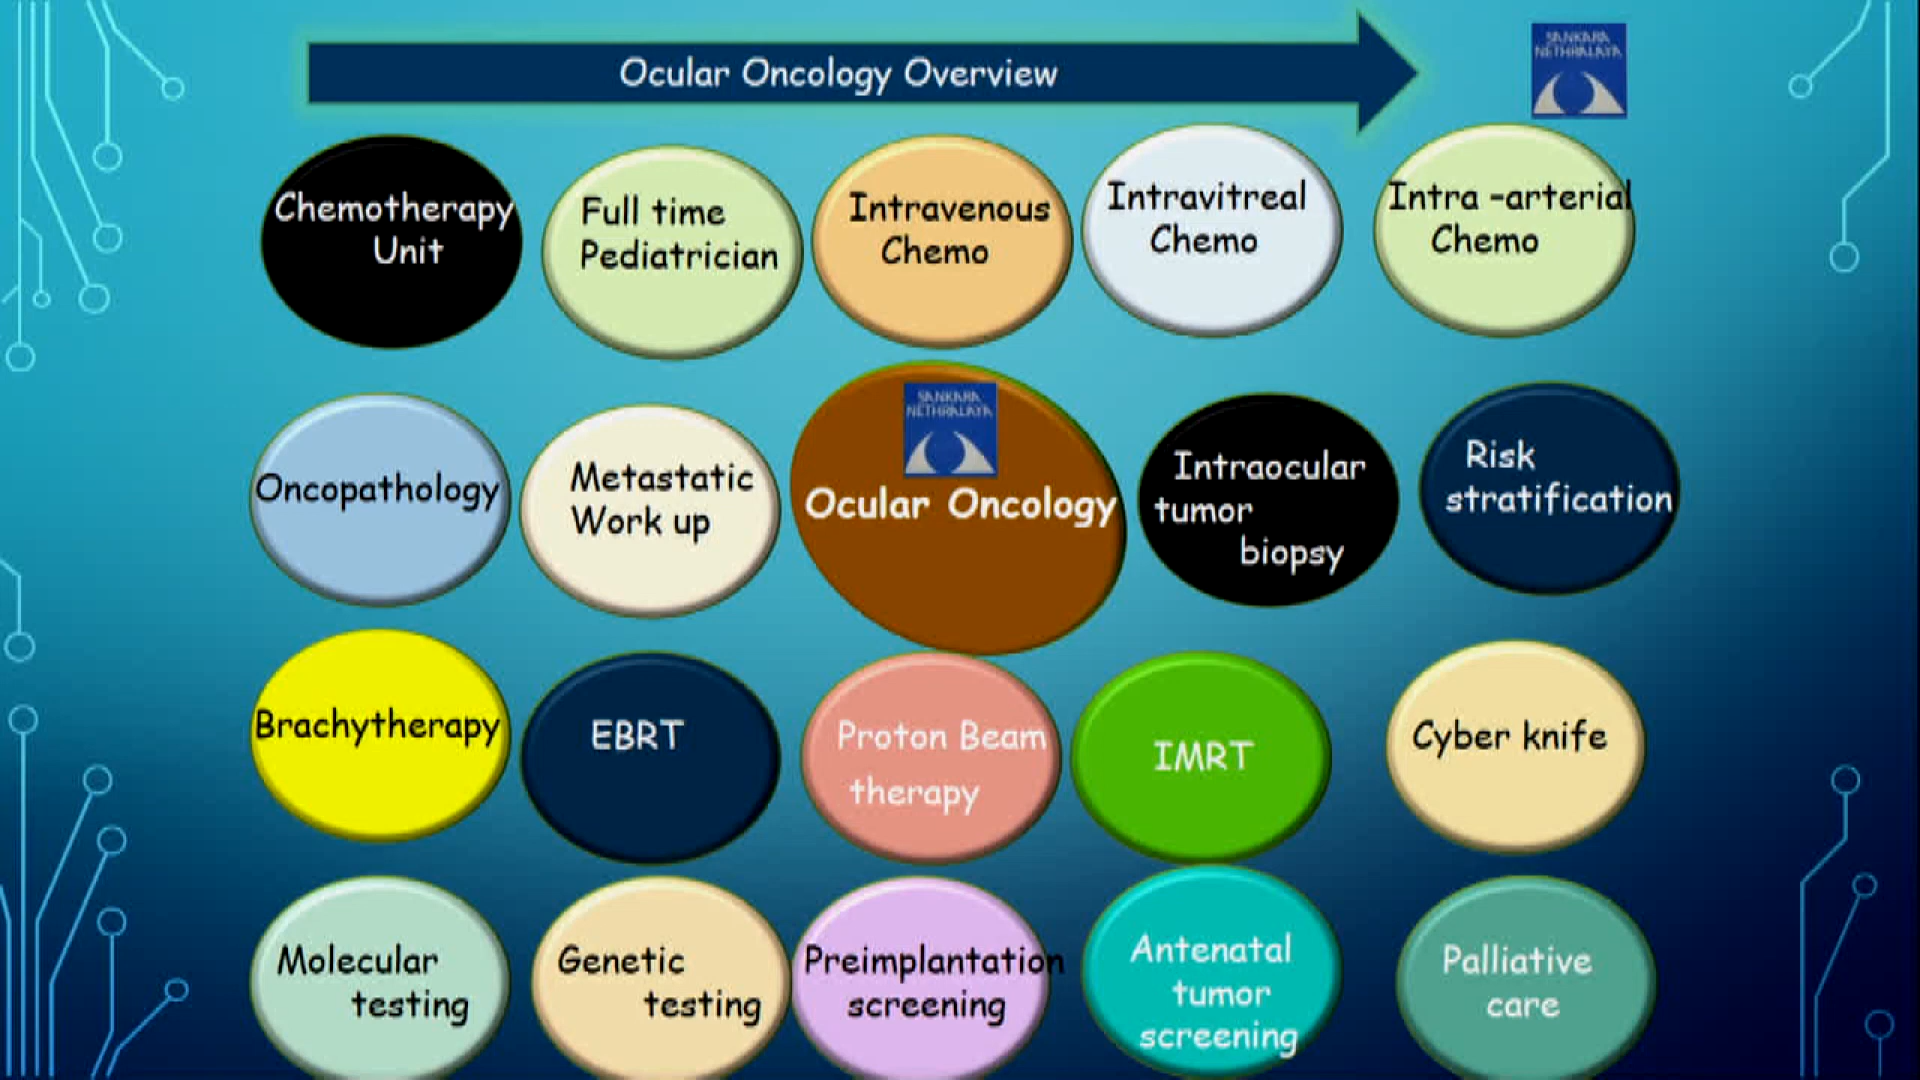 Ocular Oncology Overview
SANKARA
NETHRALAYA
Chemotherapy
Unit
Full time
Pediatrician
Intravenous
Chemo
Intravitreal
Chemo
Intra -arterial
Chemo
Oncopathology
Metastatic
Work up
SANKARA
NETHRALAYA
Ocular Oncology
Intraocular
tumor
biopsy
Risk
stratification
Brachytherapy
EBRT
Proton Beam
therapy
IMRT
Cyber knife
Molecular
testing
Genetic
testing
Preimplantation
screening
Antenatal
tumor
screening
Palliative
care